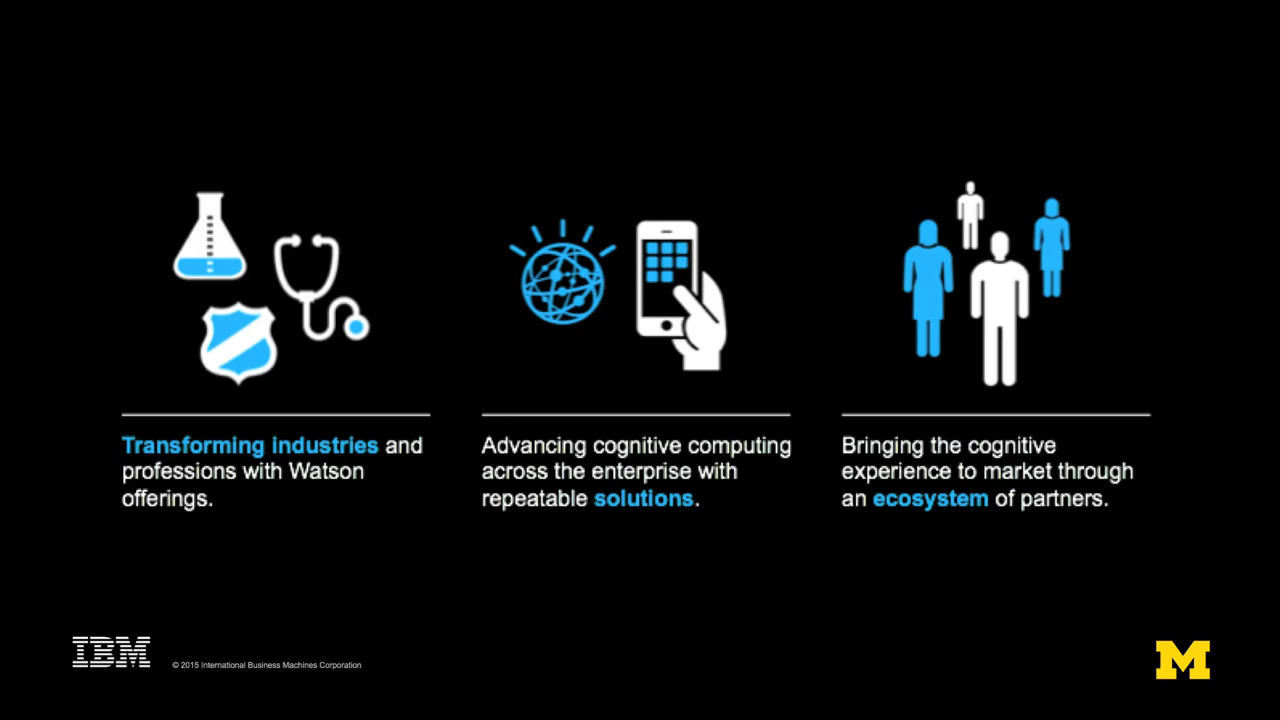 Transforming industries and
professions with Watson
offerings.
Advancing cognitive computing
across the enterprise with
repeatable solutions.
Bringing the cognitive
experience to market through
an ecosystem of partners.
IBM
© 2015 International Business Machines Corporation
M